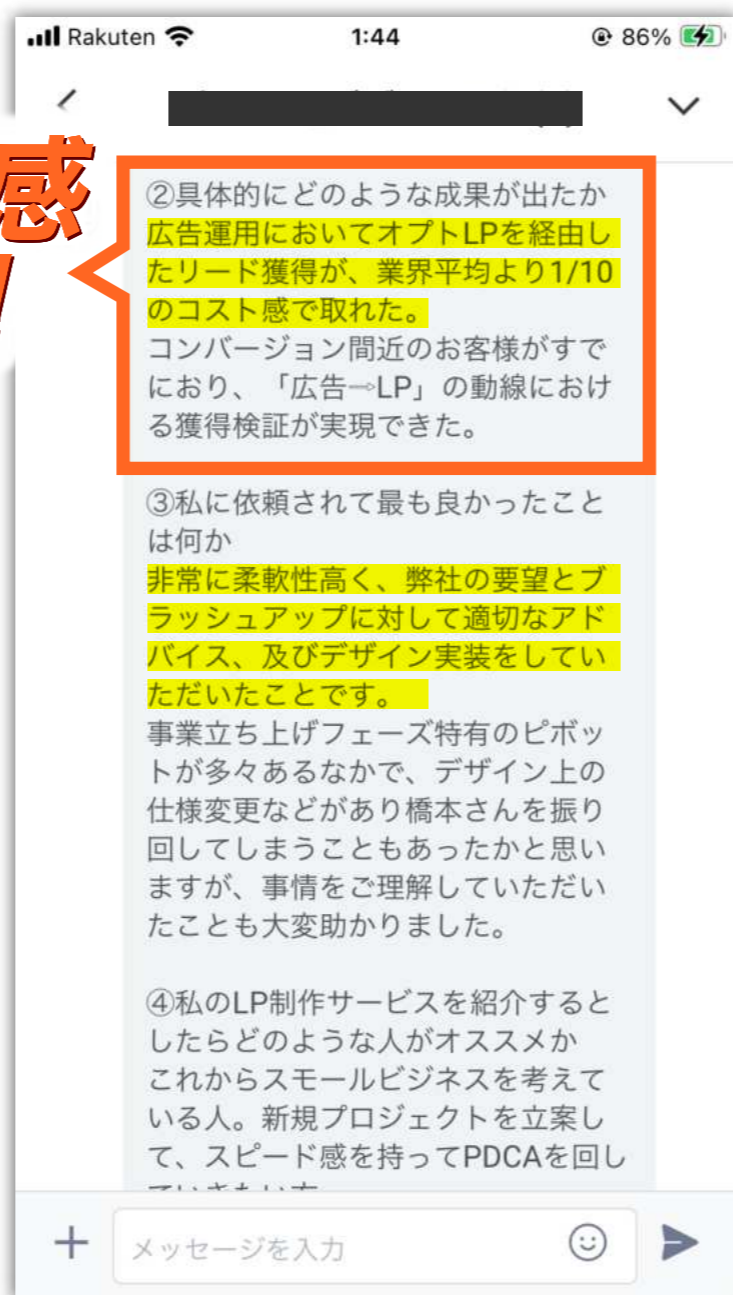 Rakuten
1:44
86%
感
②具体的にどのような成果が出たか
広告運用においてオプトLPを経由し
たリード獲得が、業界平均より1/10
のコスト感で取れた。
コンバージョン間近のお客様がすで
におり、「広告→LP」の動線におけ
る獲得検証が実現できた。
③私に依頼されて最も良かったこと
は何か
非常に柔軟性高く、弊社の要望とブ
ラッシュアップに対して適切なアド
バイス、及びデザイン実装をしてい
ただいたことです。
事業立ち上げフェーズ特有のピボッ
トが多々あるなかで、デザイン上の
仕様変更などがあり橋本さんを振り
回してしまうこともあったかと思い
ますが、事情をご理解していただい
たことも大変助かりました。
④私のLP制作サービスを紹介すると
したらどのような人がオススメか
これからスモールビジネスを考えて
いる人。新規プロジェクトを立案し
て、スピード感を持ってPDCAを回し
メッセージを入力